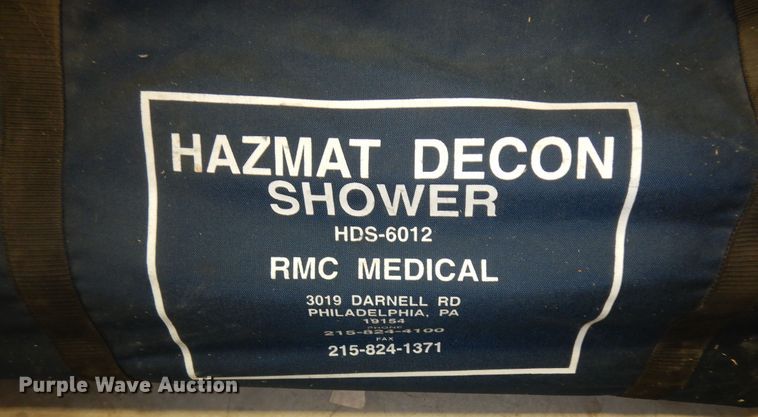 HAZMAT DECON
SHOWER
HDS-6012
RMC MEDICAL
3019 DARNELL RD
PHILADELPHIA, PA
19154
PHONE
215-824-4100
FAX
215-824-1371
Purple Wave Auction